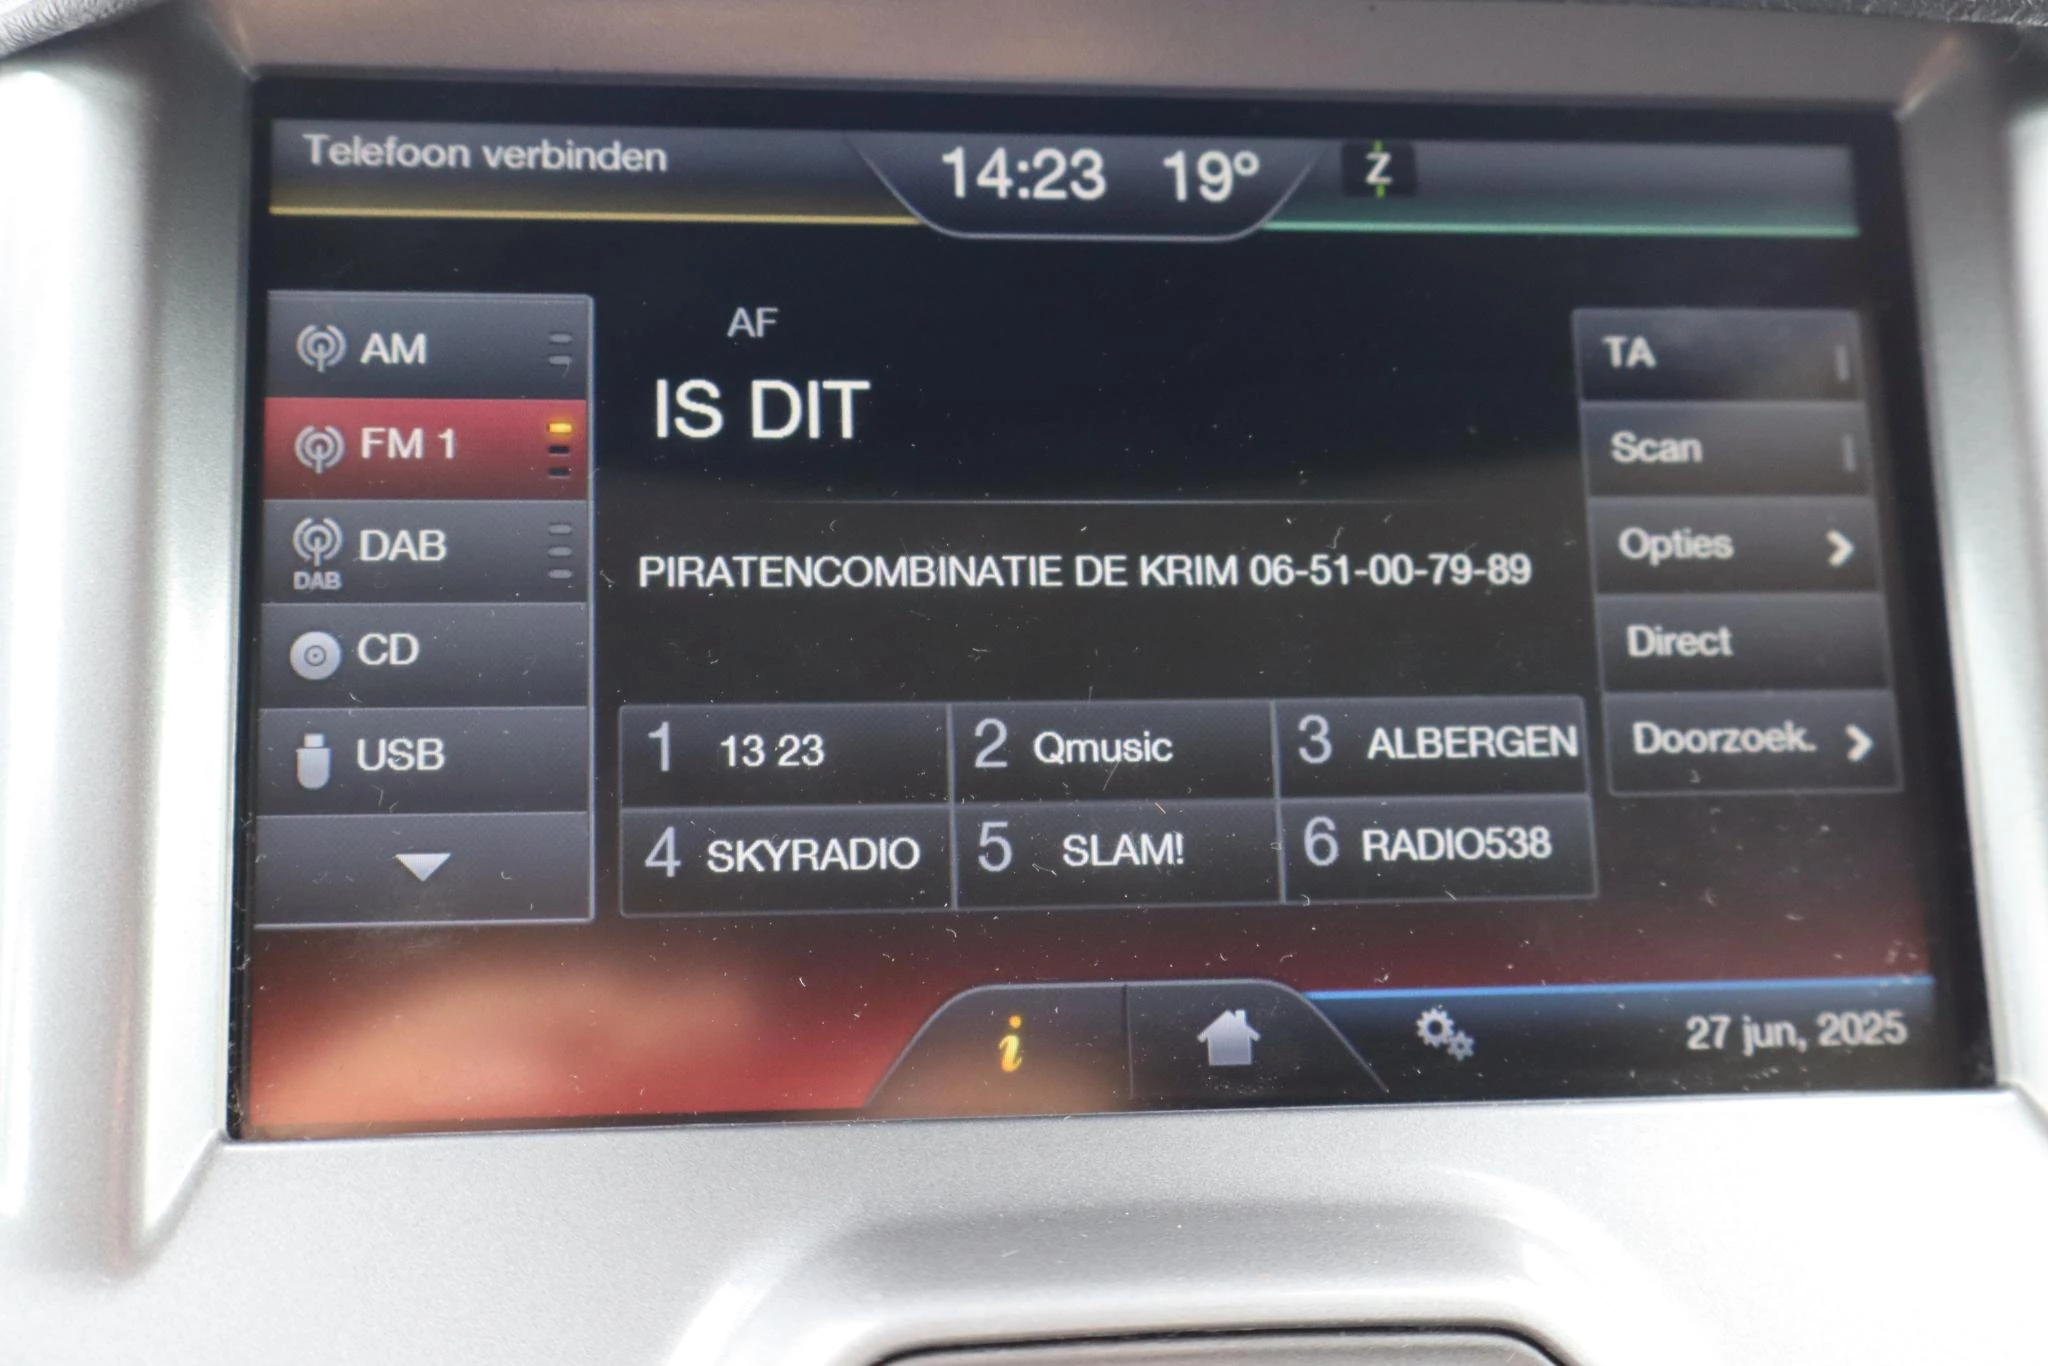 Telefoon verbinden
14:23 19° Z
AM
FM 1
DAB
DAB
CD
USB
AF
IS DIT
PIRATENCOMBINATIE DE KRIM 06-51-00-79-89
1 13 23
2 Qmusic
3 ALBERGEN
4 SKYRADIO
5 SLAM!
6 RADIO538
TA
Scan
Opties
Direct
Doorzoek.
i
27 jun, 2025